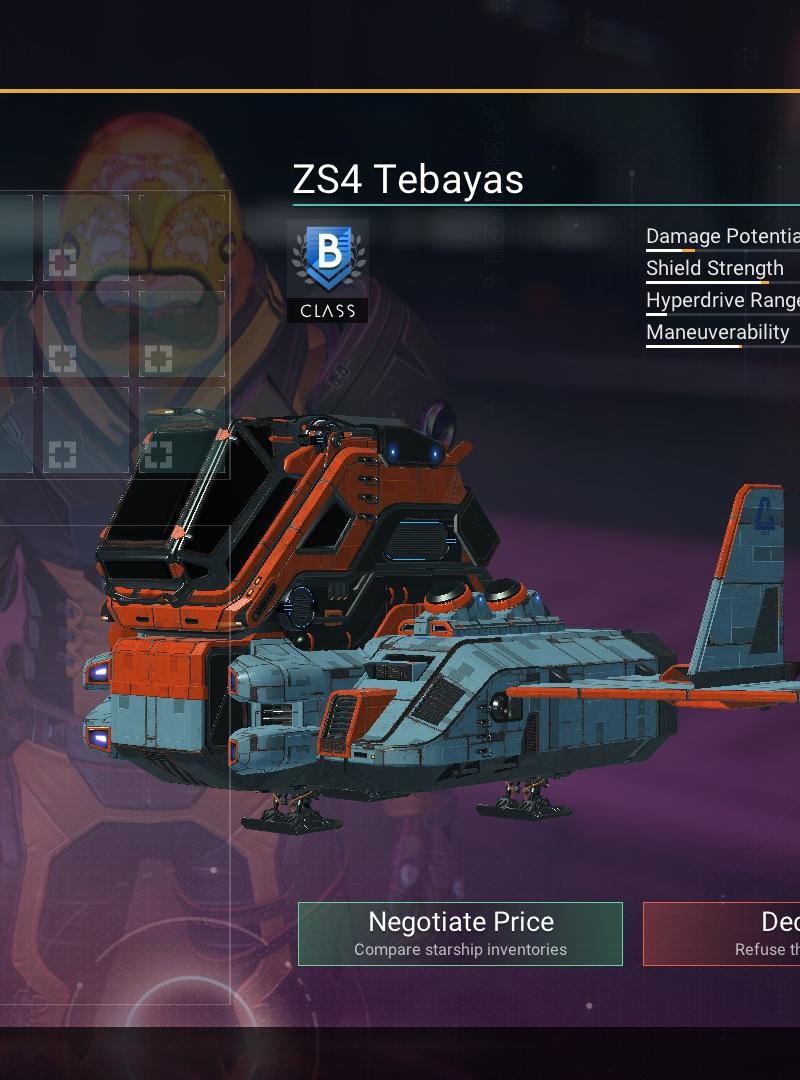 ZS4 Tebayas
B
CLASS
Damage Potentia
Shield Strength
Hyperdrive Range
Maneuverability
Negotiate Price
Compare starship inventories
Dec
Refuse th